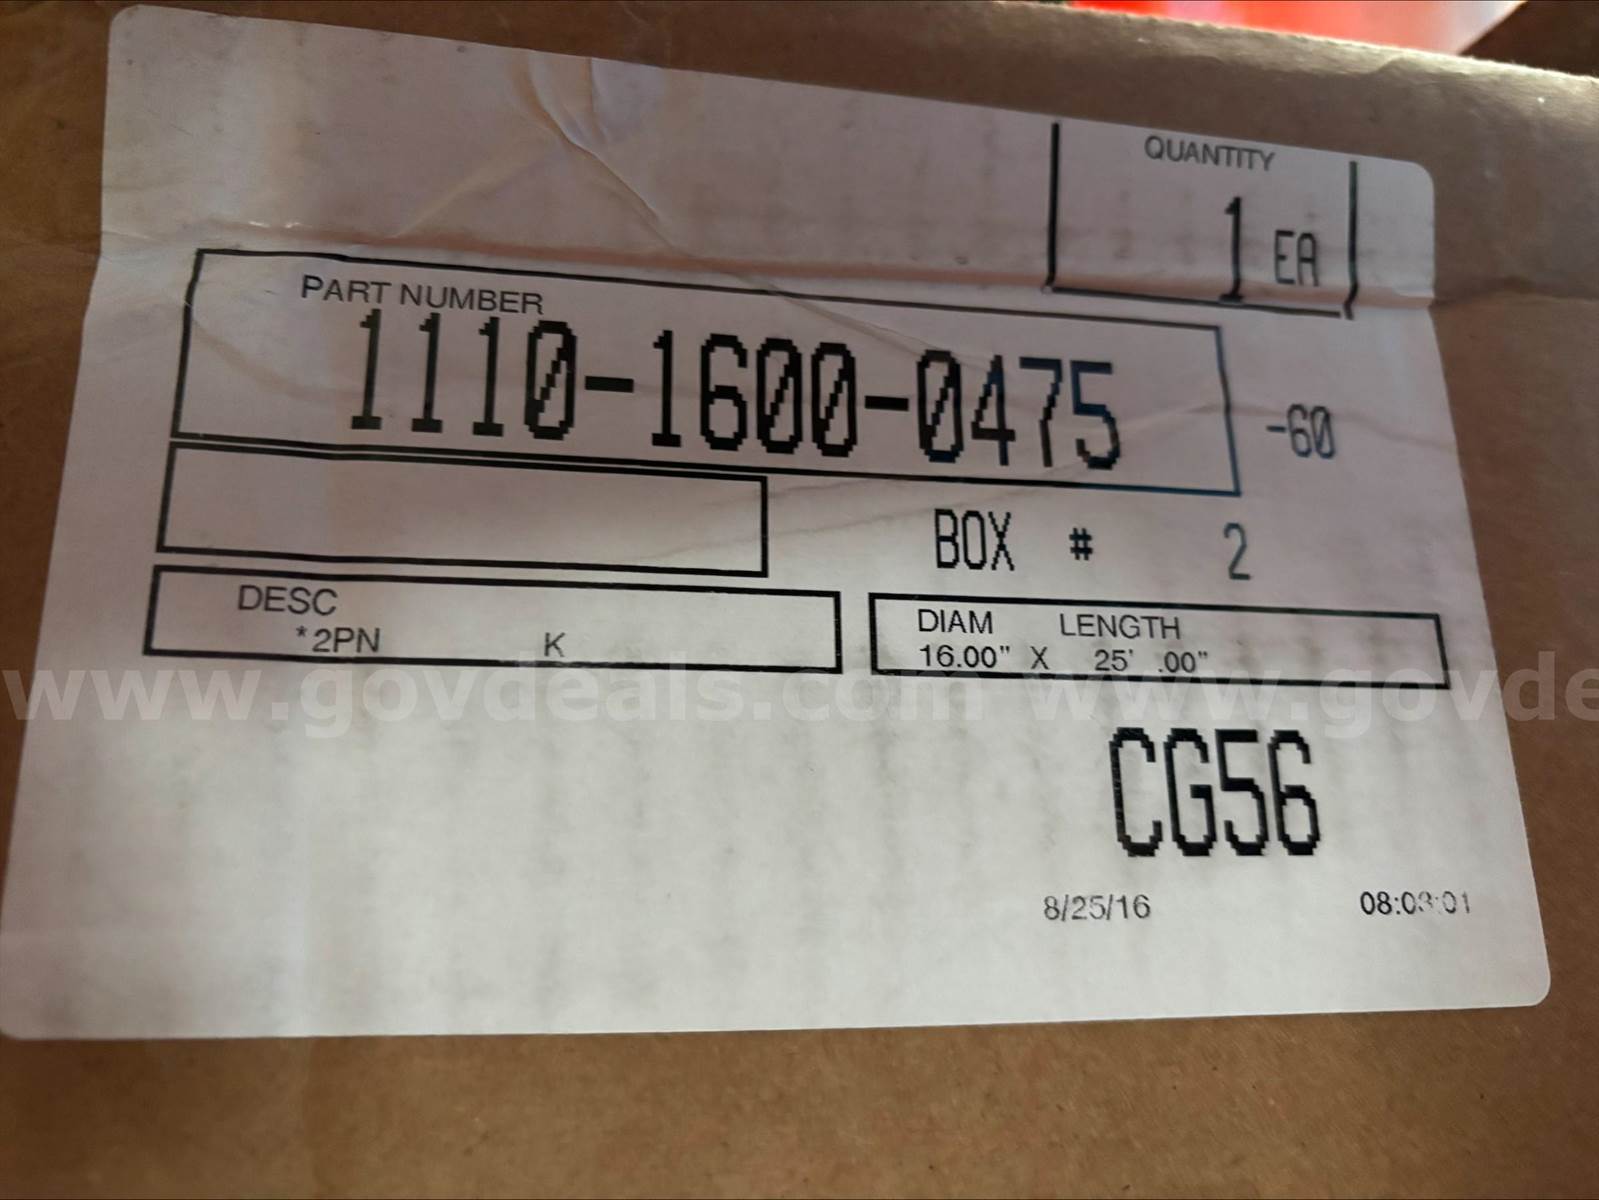 QUANTITY
1 EA
PART NUMBER
1110-1600-0475 -60
BOX # 2
DESC
*2PN K
DIAM LENGTH
16.00" X 25' .00"
www.govdeals.com www.govde
CG56
8/25/16 08:03:01